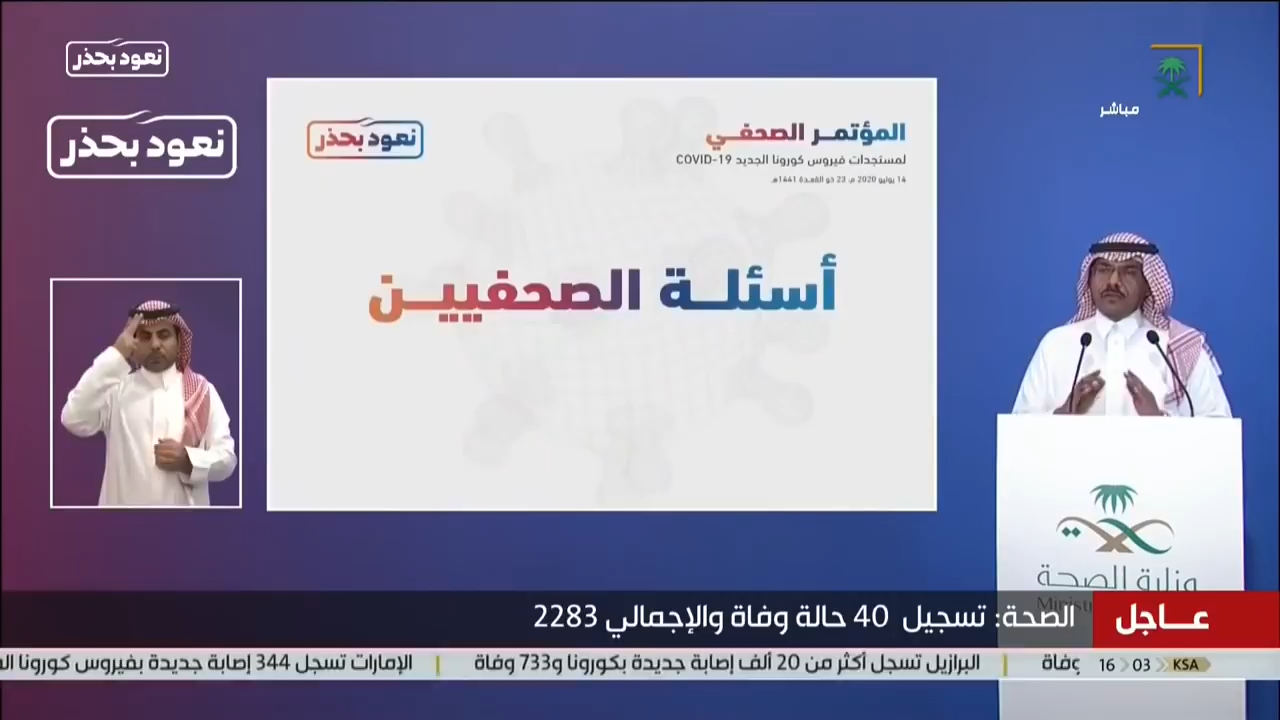 نعود بحذر
مباشر
نعود بحذر
نعود بحذر
المؤتمر الصحفي
لمستجدات فيروس كورونا الجديد COVID-19
14 يوليو 2020 م، 23 ذو القعدة 1441هـ
أسئلة الصحفيين
وزارة الصحة
عاجل
الصحة: تسجيل 40 حالة وفاة والإجمالي 2283
KSA 03 16
وفاة | البرازيل تسجل أكثر من 20 ألف إصابة جديدة بكورونا و733 وفاة | الإمارات تسجل 344 إصابة جديدة بفيروس كورونا